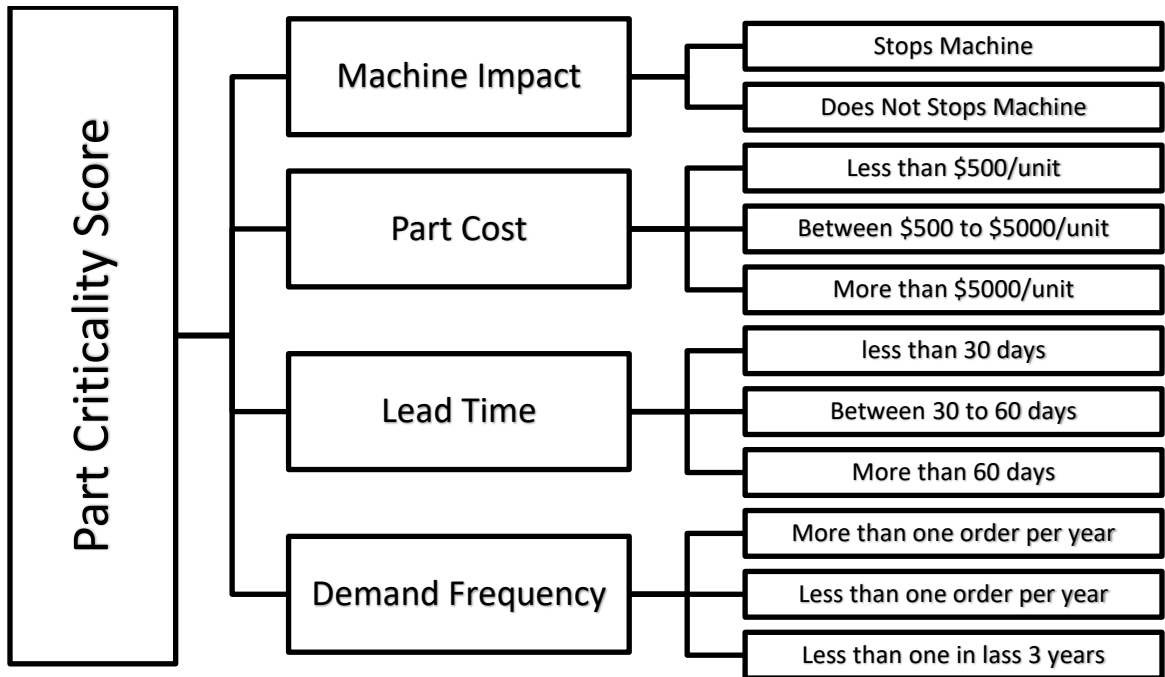 Part Criticality Score
Machine Impact
Stops Machine
Does Not Stops Machine
Part Cost
Less than $500/unit
Between $500 to $5000/unit
More than $5000/unit
Lead Time
less than 30 days
Between 30 to 60 days
More than 60 days
Demand Frequency
More than one order per year
Less than one order per year
Less than one in lass 3 years